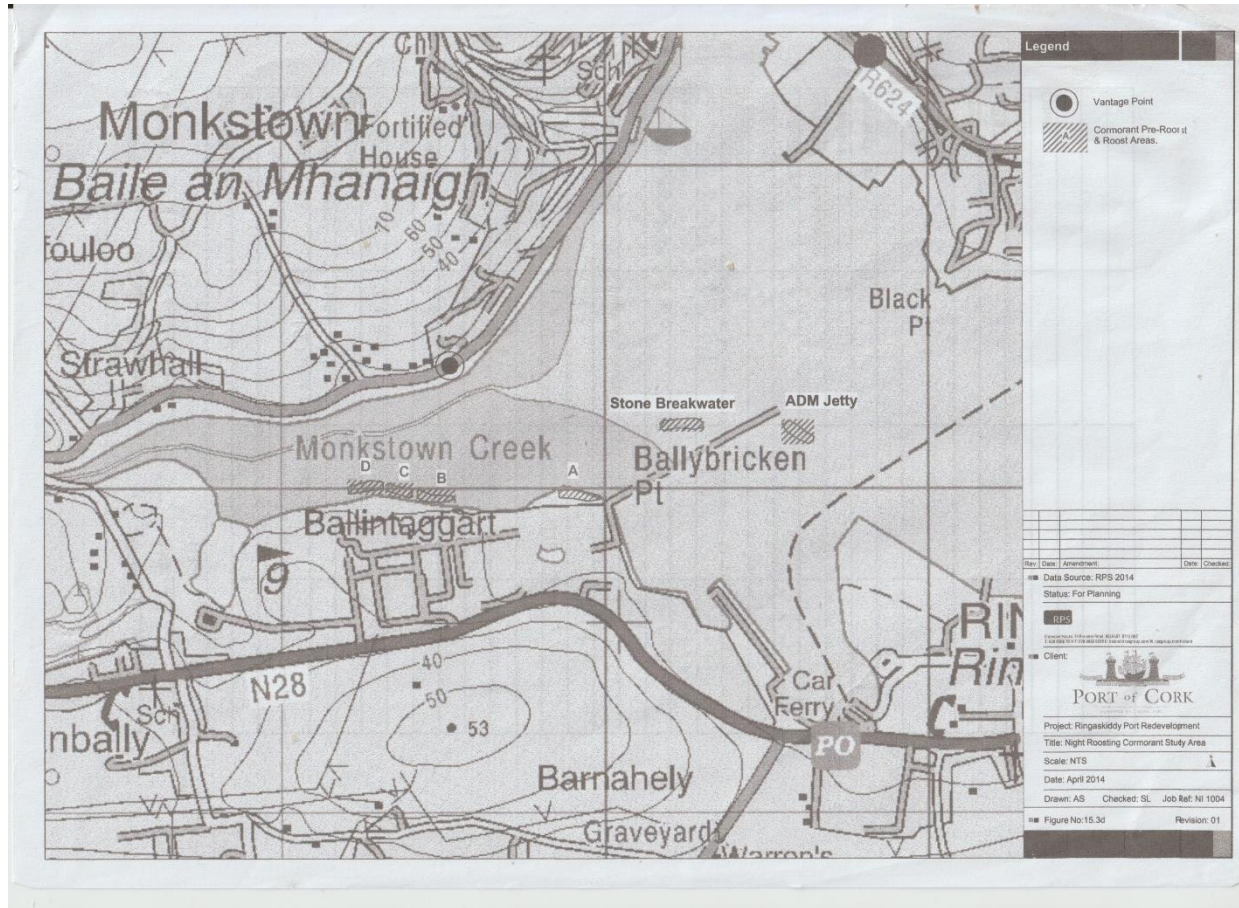 Ch
Sch
R624
Monkstown
Fortified
House
Baile an Mhanaigh
70
60
50
40
fouloo
Black
Pt
Strawhall
Stone Breakwater
ADM Jetty
Monkstown Creek
Ballybricken
Pt
D
C
B
A
Ballintaggart
9
N28
40
50
53
Sch
nbally
Car
Ferry
PO
RIN
Rin
Barnahely
Graveyard
Warren's
Legend
Vantage Point
A
Cormorant Pre-Roost
& Roost Areas.
Rev Date: Amendment: Date: Checked:
Data Source: RPS 2014
Status: For Planning
RPS
Client:
PORT of CORK
Project: Ringaskiddy Port Redevelopment
Title: Night Roosting Cormorant Study Area
Scale: NTS
Date: April 2014
Drawn: AS Checked: SL Job Ref: NI 1004
Figure No:15.3d Revision: 01